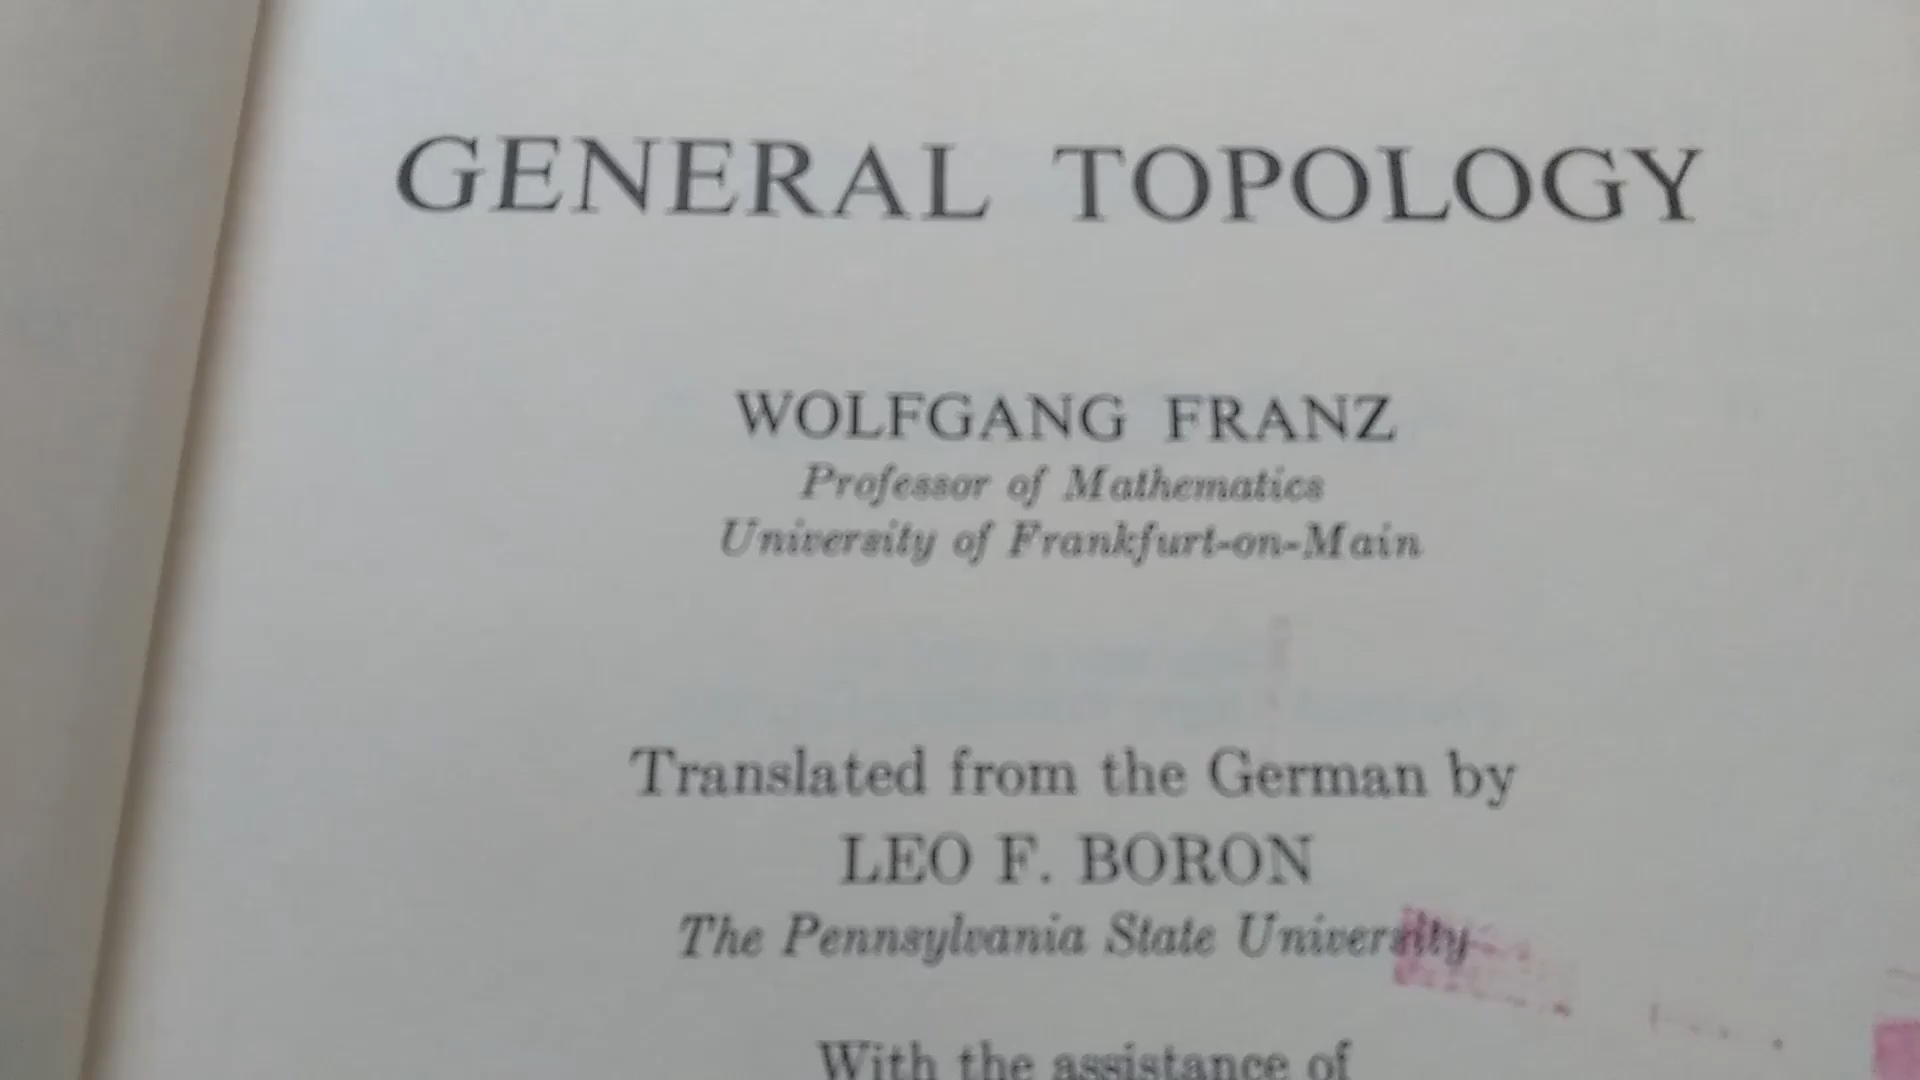 GENERAL TOPOLOGY
WOLFGANG FRANZ
Professor of Mathematics
University of Frankfurt-on-Main
Translated from the German by
LEO F. BORON
The Pennsylvania State University
With the assistance of